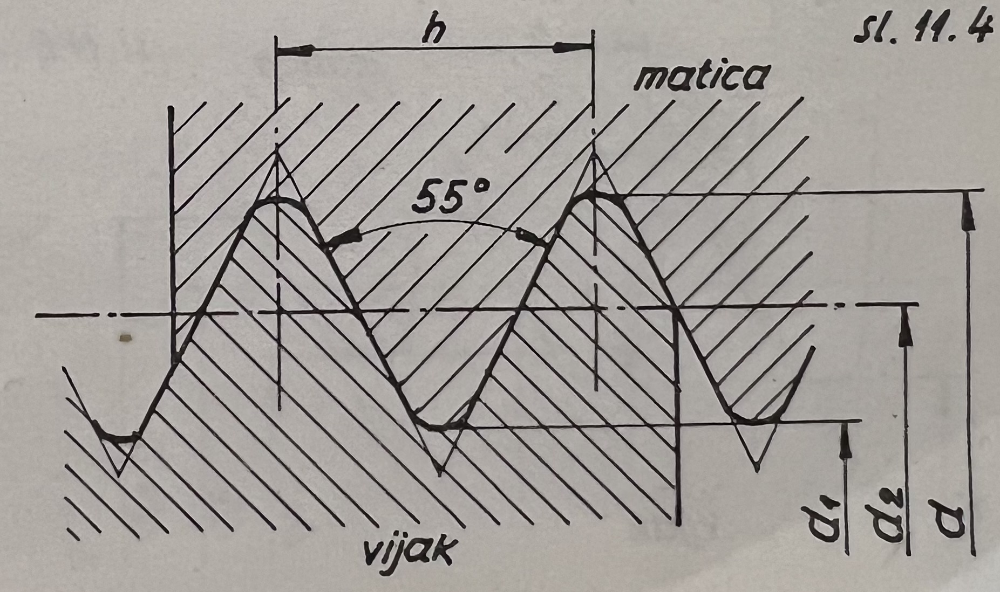 h
sl. 11.4
matica
55°
d₁
d₂
d
vijak